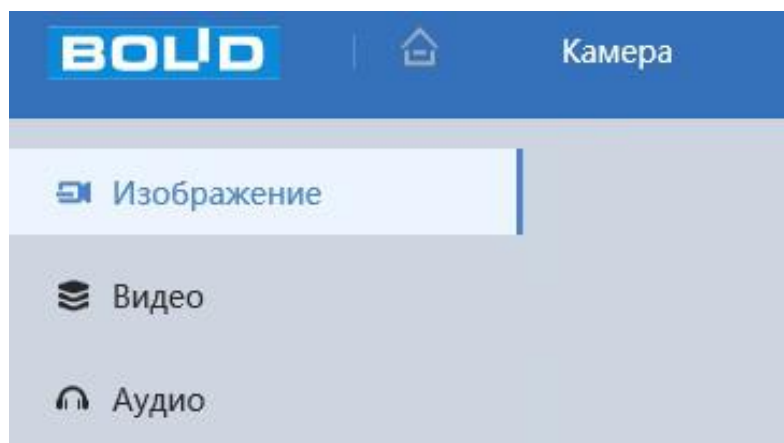 BOLID
Камера
Изображение
Видео
Аудио